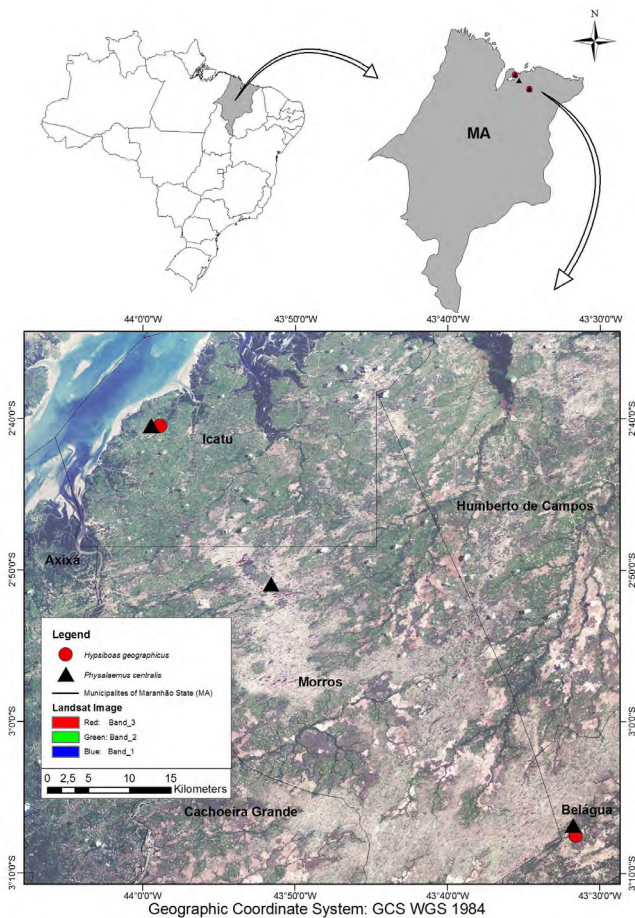 N
MA
44°0'0"W 43°50'0"W 43°40'0"W 43°30'0"W
2°40'0"S 2°40'0"S
Icatu
Humberto de Campos
Axixá
2°50'0"S 2°50'0"S
Legend
Hypsiboas geographicus
Physalaemus centralis
Municipalites of Maranhão State (MA)
Landsat Image
Red: Band_3
Green: Band_2
Blue: Band_1
0 2,5 5 10 15
Kilometers
Morros
3°0'0"S 3°0'0"S
Cachoeira Grande
Belágua
3°10'0"S 3°10'0"S
44°0'0"W 43°50'0"W 43°40'0"W 43°30'0"W
Geographic Coordinate System: GCS WGS 1984